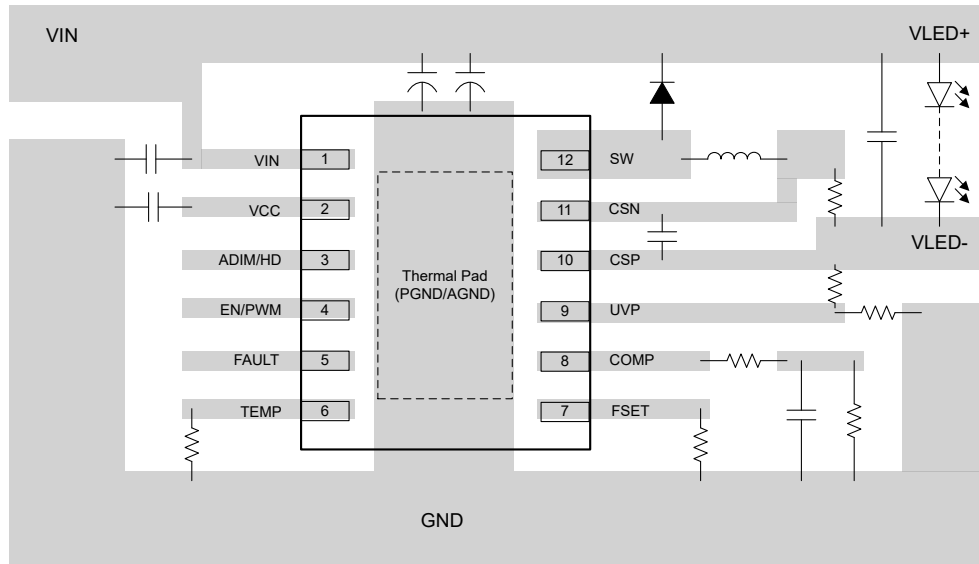 VIN
VLED+
VIN 1
12 SW
VCC 2
11 CSN
VLED-
ADIM/HD 3
10 CSP
Thermal Pad
(PGND/AGND)
EN/PWM 4
9 UVP
FAULT 5
8 COMP
TEMP 6
7 FSET
GND